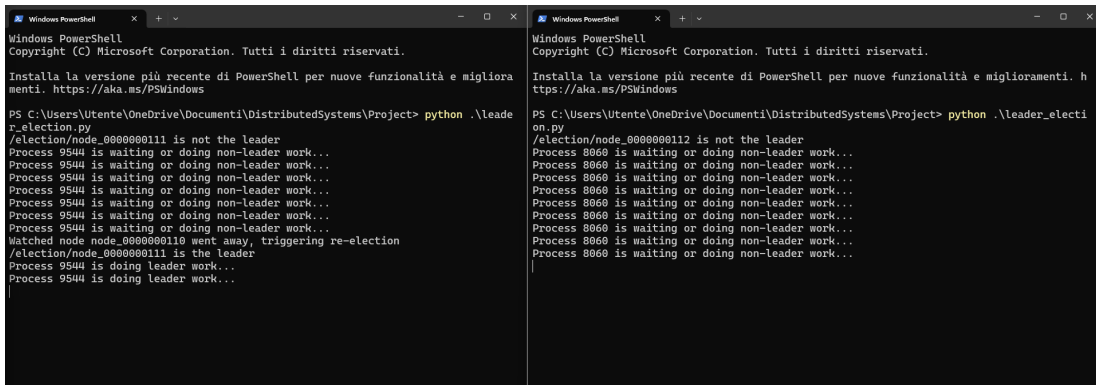 Windows PowerShell
Windows PowerShell
Copyright (C) Microsoft Corporation. Tutti i diritti riservati.
Installa la versione più recente di PowerShell per nuove funzionalità e migliora
menti. https://aka.ms/PSWindows
PS C:\Users\Utente\OneDrive\Documenti\DistributedSystems\Project> python .\leade
r_election.py
/election/node_0000000111 is not the leader
Process 9544 is waiting or doing non-leader work...
Process 9544 is waiting or doing non-leader work...
Process 9544 is waiting or doing non-leader work...
Process 9544 is waiting or doing non-leader work...
Process 9544 is waiting or doing non-leader work...
Process 9544 is waiting or doing non-leader work...
Process 9544 is waiting or doing non-leader work...
Watched node node_0000000110 went away, triggering re-election
/election/node_0000000111 is the leader
Process 9544 is doing leader work...
Process 9544 is doing leader work...
Windows PowerShell
Windows PowerShell
Copyright (C) Microsoft Corporation. Tutti i diritti riservati.
Installa la versione più recente di PowerShell per nuove funzionalità e miglioramenti. h
ttps://aka.ms/PSWindows
PS C:\Users\Utente\OneDrive\Documenti\DistributedSystems\Project> python .\leader_electi
on.py
/election/node_0000000112 is not the leader
Process 8060 is waiting or doing non-leader work...
Process 8060 is waiting or doing non-leader work...
Process 8060 is waiting or doing non-leader work...
Process 8060 is waiting or doing non-leader work...
Process 8060 is waiting or doing non-leader work...
Process 8060 is waiting or doing non-leader work...
Process 8060 is waiting or doing non-leader work...
Process 8060 is waiting or doing non-leader work...
Process 8060 is waiting or doing non-leader work...